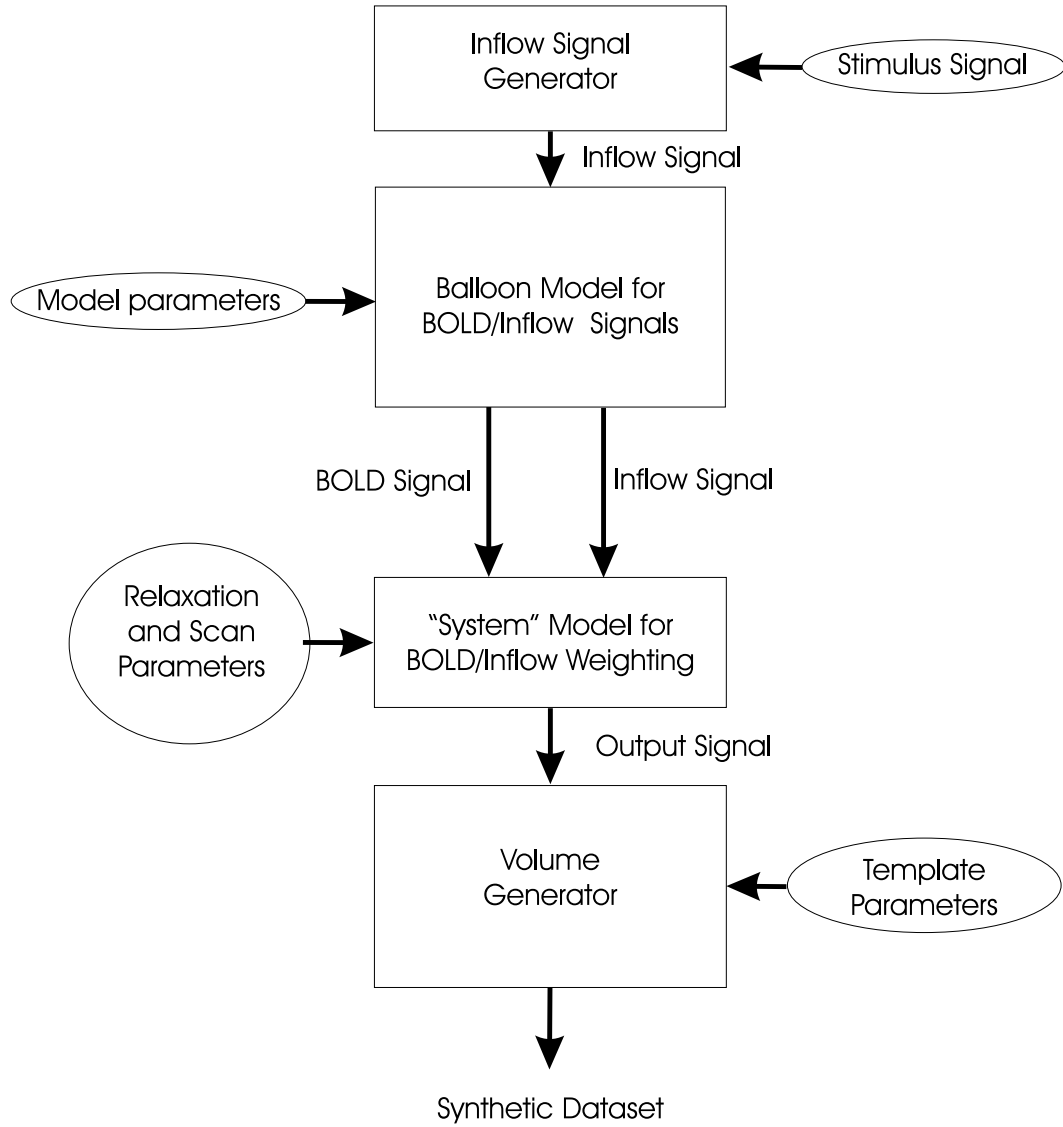 Inflow Signal
Generator
Stimulus Signal
Inflow Signal
Model parameters
Balloon Model for
BOLD/Inflow Signals
BOLD Signal
Inflow Signal
Relaxation
and Scan
Parameters
“System” Model for
BOLD/Inflow Weighting
Output Signal
Volume
Generator
Template
Parameters
Synthetic Dataset